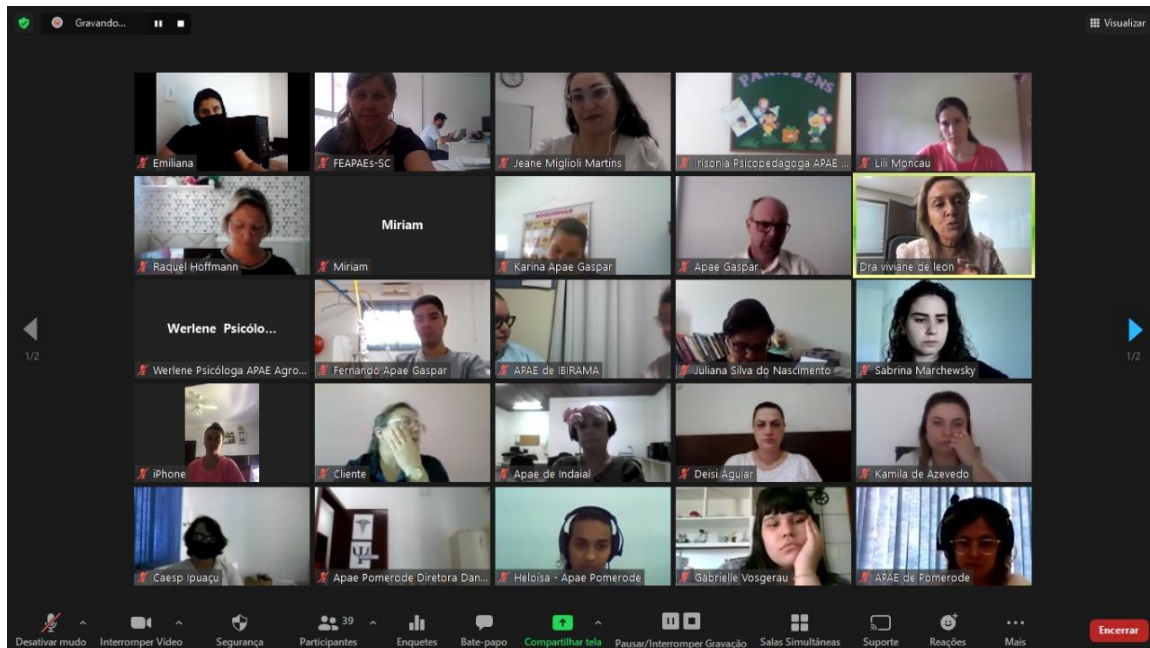 Gravando...
Visualizar
Emiliana
FEAPAEs-SC
Jeane Miglioli Martins
PARABENS
Irisonia Psicopedagoga APAE ...
Lili Moncau
Raquel Hoffmann
Miriam
Miriam
Karina Apae Gaspar
Apae Gaspar
Dra viviane de leon
Werlene Psicólo...
Werlene Psicóloga APAE Agro...
Fernando Apae Gaspar
APAE de IBIRAMA
Juliana Silva do Nascimento
Sabrina Marchewsky
1/2
1/2
iPhone
Cliente
Apae de Indaial
Deisi Aguiar
Kamila de Azevedo
Caesp Ipuaçu
Apae Pomerode Diretora Dan...
Heloísa - Apae Pomerode
Gabrielle Vosgerau
APAE de Pomerode
39
Desativar mudo
Interromper Vídeo
Segurança
Participantes
Enquetes
Bate-papo
Compartilhar tela
Pausar/Interromper Gravação
Salas Simultâneas
Suporte
Reações
Mais
Encerrar